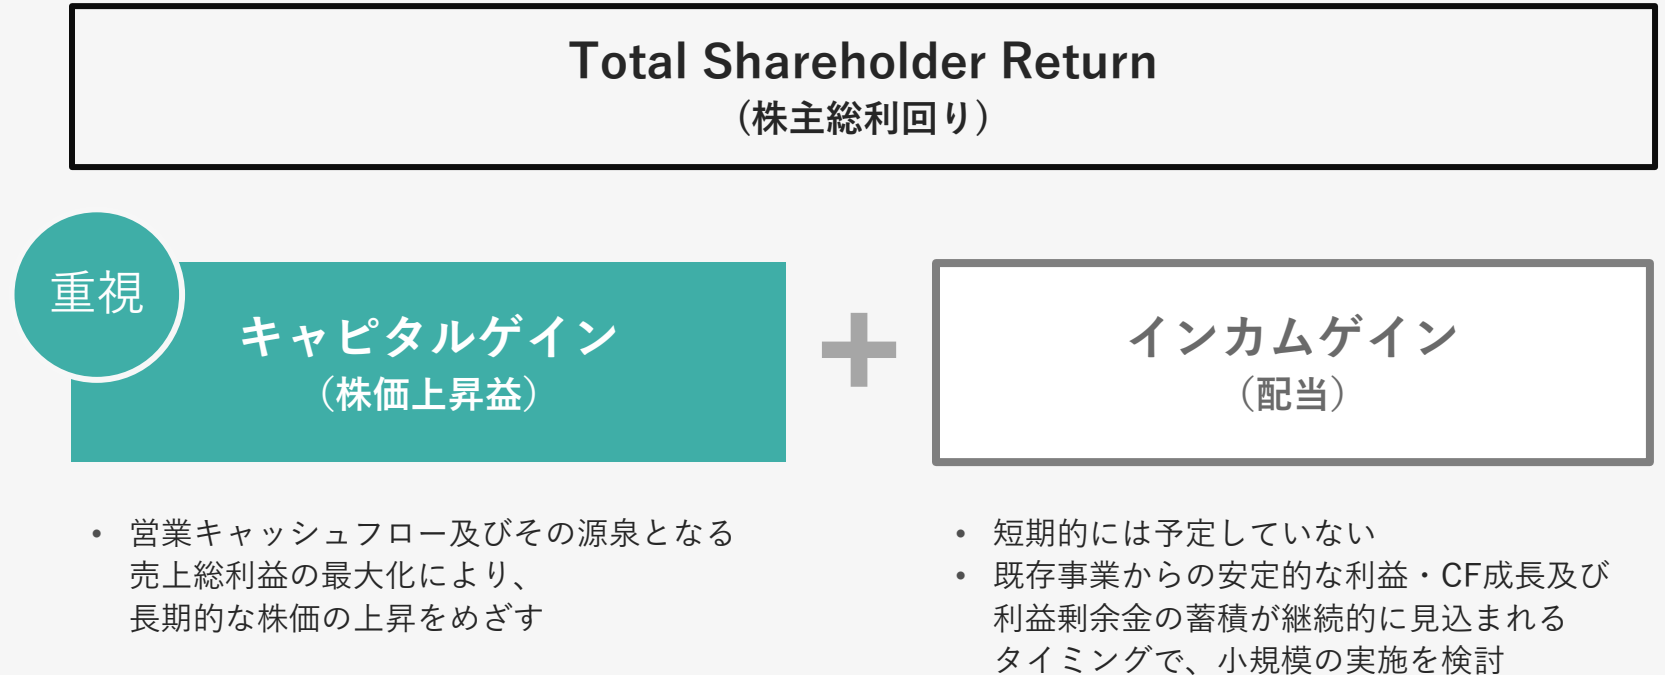 Total Shareholder Return
（株主総利回り）
重視
キャピタルゲイン
（株価上昇益）
+
インカムゲイン
（配当）
• 営業キャッシュフロー及びその源泉となる
売上総利益の最大化により、
長期的な株価の上昇をめざす
• 短期的には予定していない
• 既存事業からの安定的な利益・CF成長及び
利益剰余金の蓄積が継続的に見込まれる
タイミングで、小規模の実施を検討